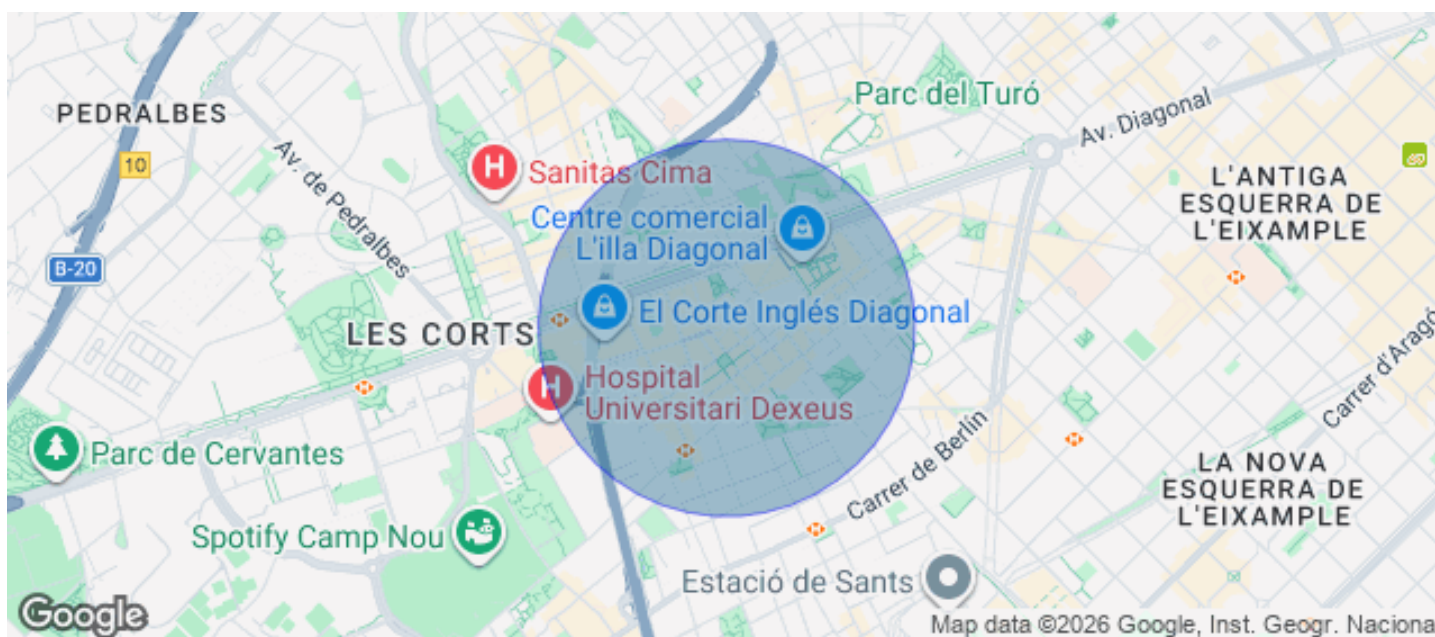 Parc del Turó
Av. Diagonal
PEDRALBES
10
Av. de Pedralbes
H
Sanitas Cima
L'ANTIGA
ESQUERRA DE
L'EIXAMPLE
Centre comercial
L'illa Diagonal
B-20
El Corte Inglés Diagonal
LES CORTS
H
Hospital
Universitari Dexeus
Carrer d'Aragó
Parc de Cervantes
Carrer de Berlín
LA NOVA
ESQUERRA DE
L'EIXAMPLE
Spotify Camp Nou
Estació de Sants
Google
Map data ©2026 Google, Inst. Geogr. Naciona